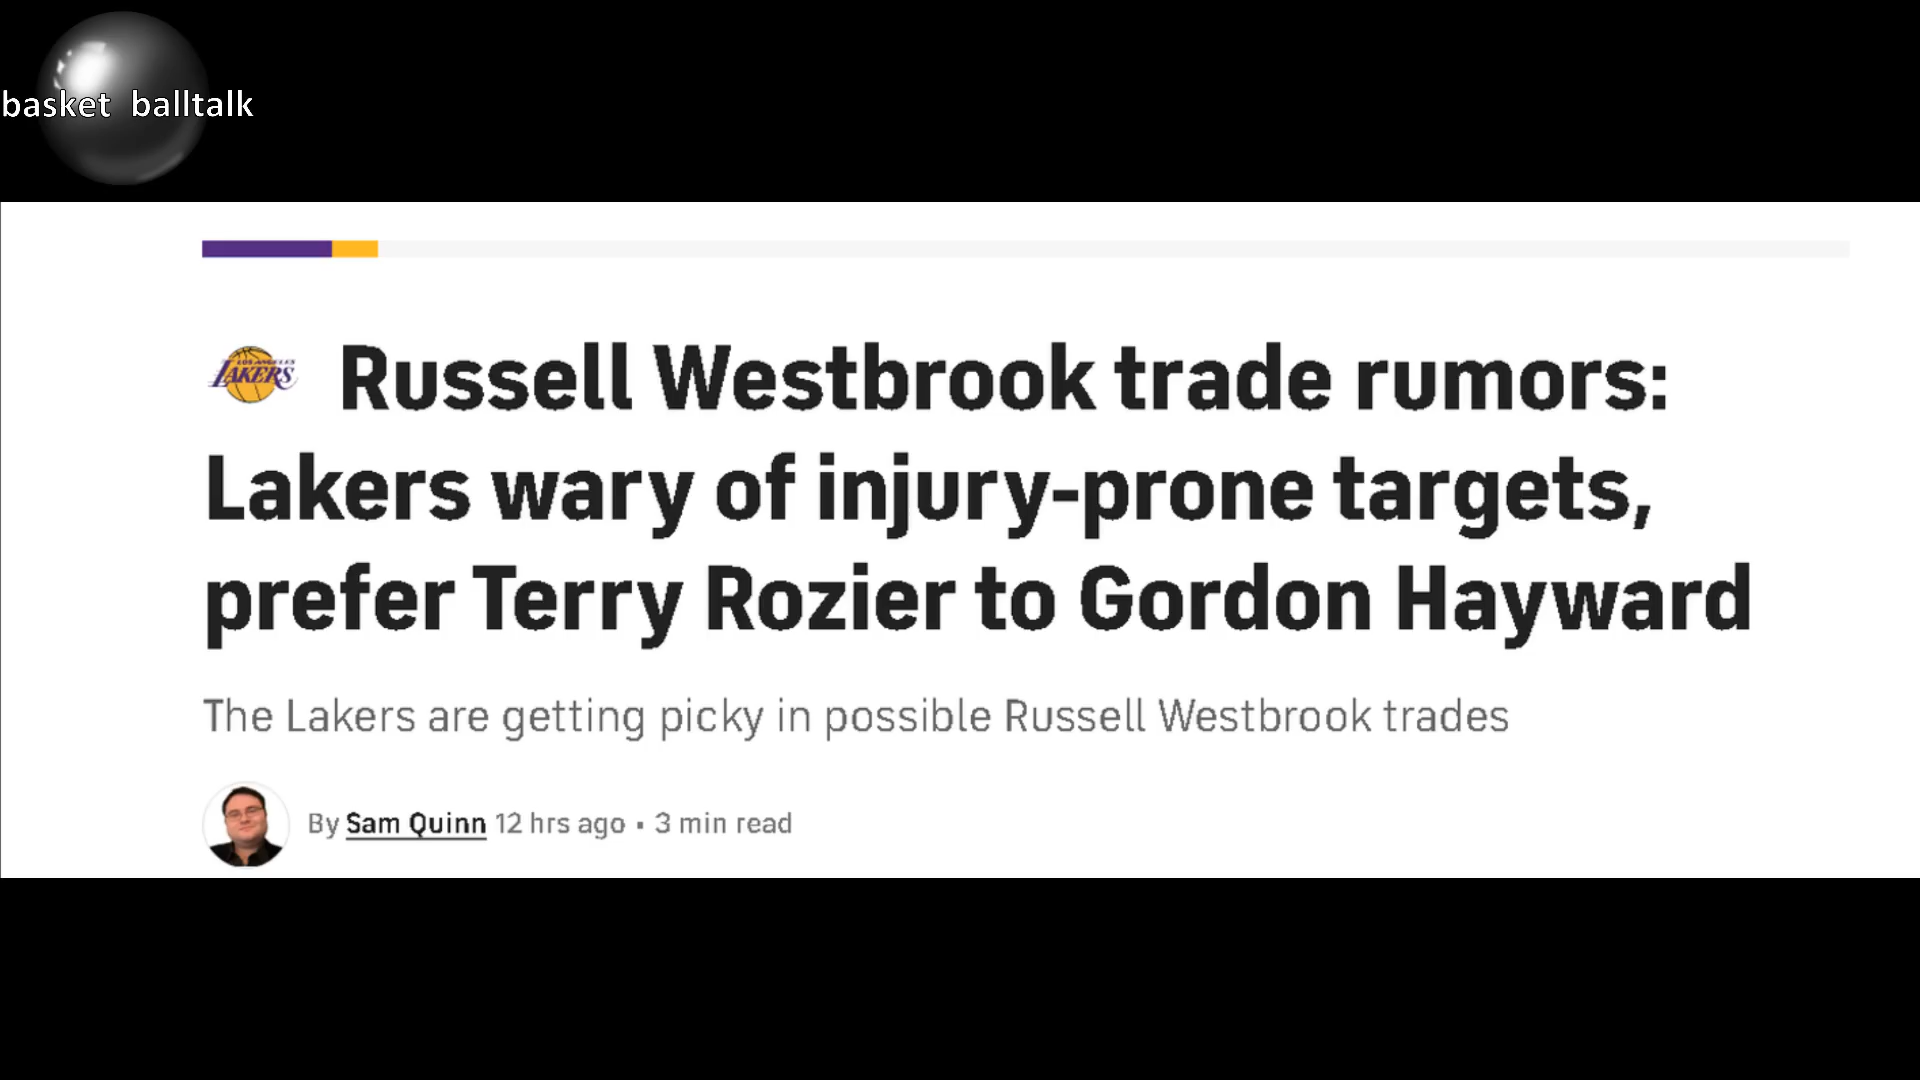 basket balltalk
LOS ANGELES
LAKERS
Russell Westbrook trade rumors:
Lakers wary of injury-prone targets,
prefer Terry Rozier to Gordon Hayward
The Lakers are getting picky in possible Russell Westbrook trades
By Sam Quinn 12 hrs ago • 3 min read